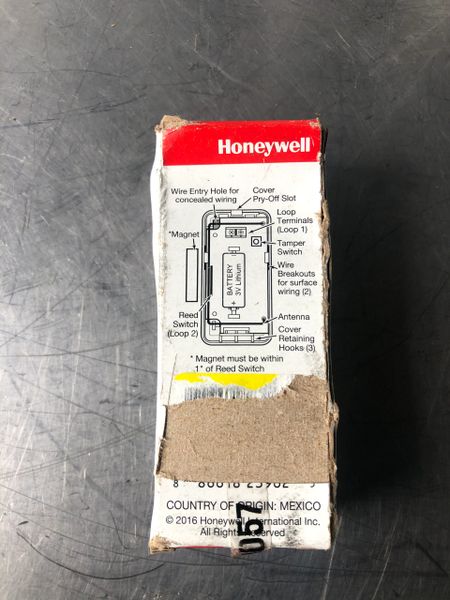 Honeywell
Wire Entry Hole for
concealed wiring
Cover
Pry-Off Slot
Loop
Terminals
(Loop 1)
*Magnet
Tamper
Switch
BATTERY
3V Lithium
+
Wire
Breakouts
for surface
wiring (2)
Reed
Switch
(Loop 2)
Antenna
Cover
Retaining
Hooks (3)
* Magnet must be within
1" of Reed Switch
COUNTRY OF ORIGIN: MEXICO
© 2016 Honeywell International Inc.
All Rights Reserved
057